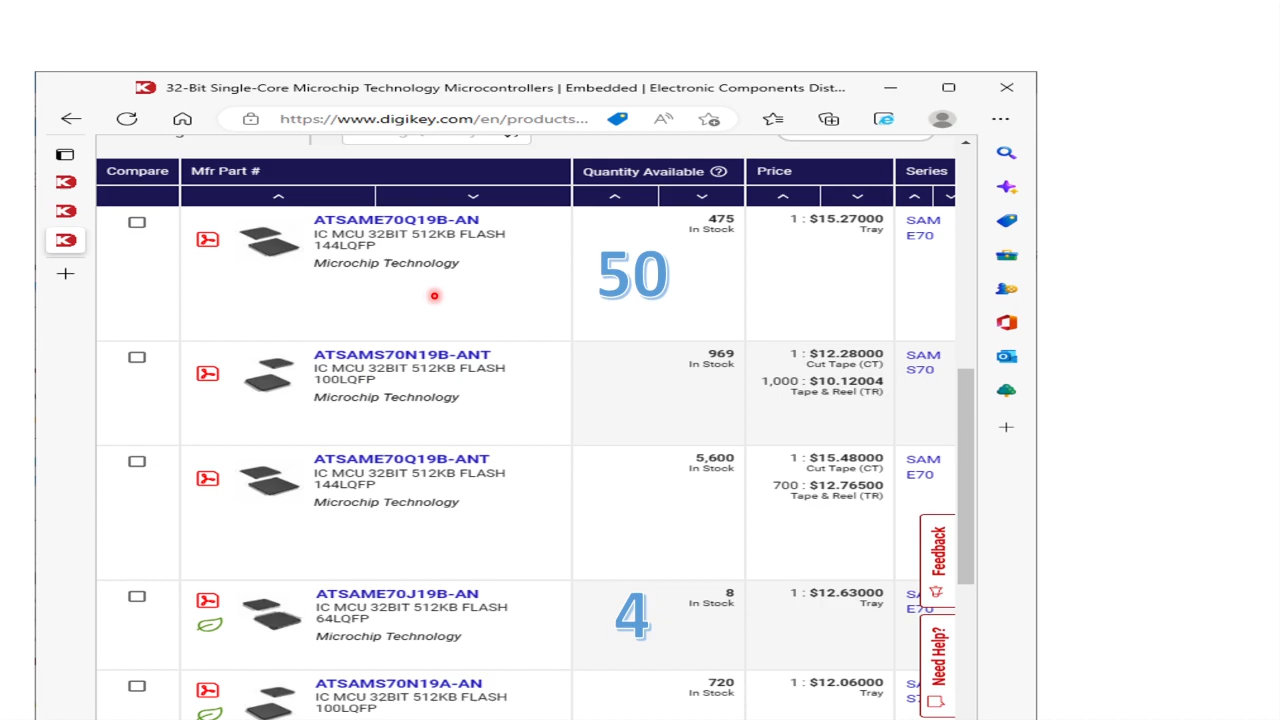 32-Bit Single-Core Microchip Technology Microcontrollers | Embedded | Electronic Components Dist...
https://www.digikey.com/en/products...
Compare Mfr Part # Quantity Available ? Price Series
ATSAME70Q19B-AN 475 1 : $15.27000 SAM
IC MCU 32BIT 512KB FLASH In Stock Tray E70
144LQFP
Microchip Technology
50
ATSAMS70N19B-ANT 969 1 : $12.28000 SAM
IC MCU 32BIT 512KB FLASH In Stock Cut Tape (CT) S70
100LQFP 1,000 : $10.12004
Microchip Technology Tape & Reel (TR)
ATSAME70Q19B-ANT 5,600 1 : $15.48000 SAM
IC MCU 32BIT 512KB FLASH In Stock Cut Tape (CT) E70
144LQFP 700 : $12.76500
Microchip Technology Tape & Reel (TR)
Feedback
ATSAME70J19B-AN 8 1 : $12.63000
IC MCU 32BIT 512KB FLASH In Stock Tray
64LQFP
Microchip Technology
4
Need Help?
ATSAMS70N19A-AN 720 1 : $12.06000
IC MCU 32BIT 512KB FLASH In Stock Tray
100LQFP